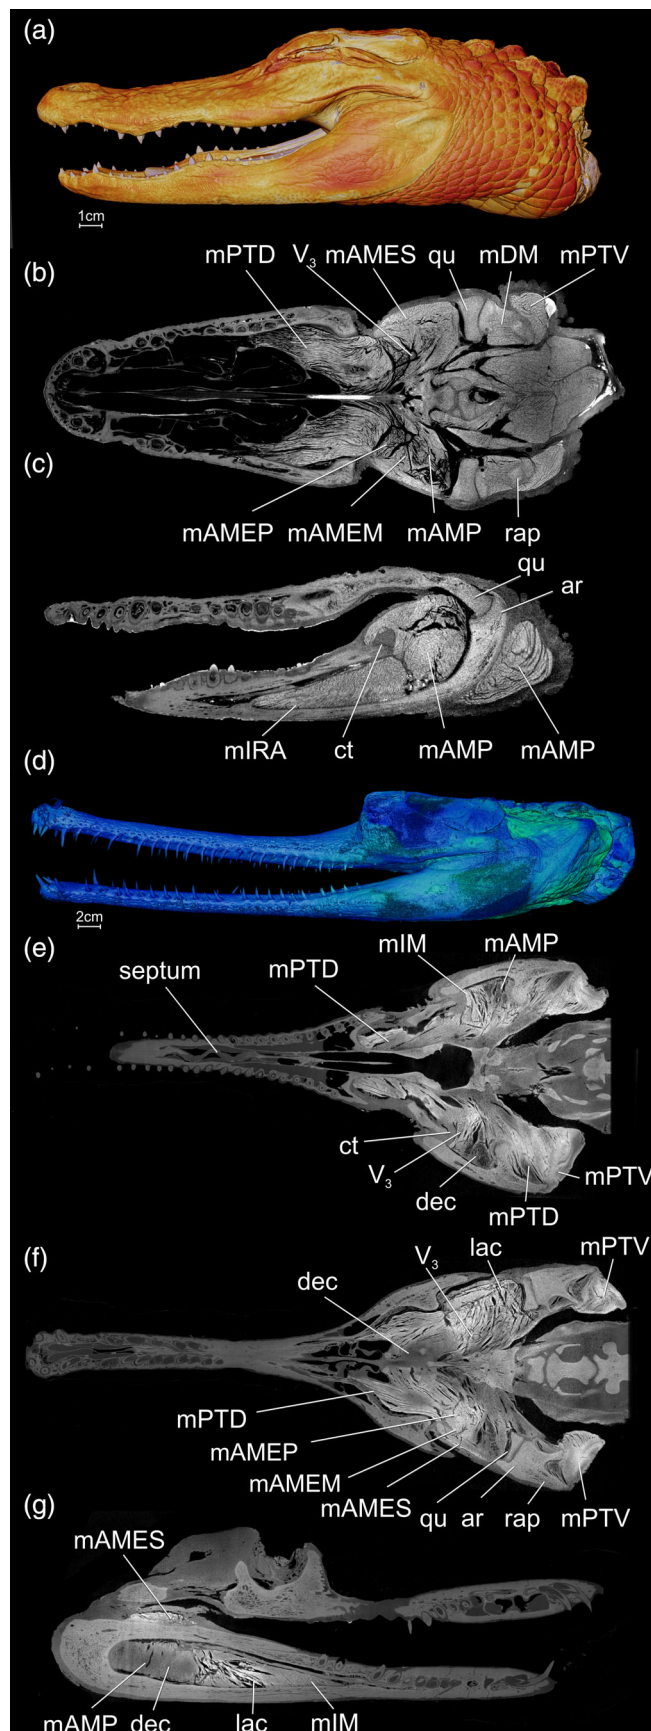 (a)
1cm
mPTD V₃ mAMES qu mDM mPTV
(b)
(c)
mAMEP mAMEM mAMP rap
qu
ar
mIRA ct mAMP mAMP
(d)
2cm
(e)
mIM mAMP
septum mPTD
ct
V₃
dec
mPTV
mPTD
(f)
lac
V₃ mPTV
dec
mPTD
mAMEP
mAMEM
mAMES qu ar rap mPTV
(g)
mAMES
mAMP dec lac mIM